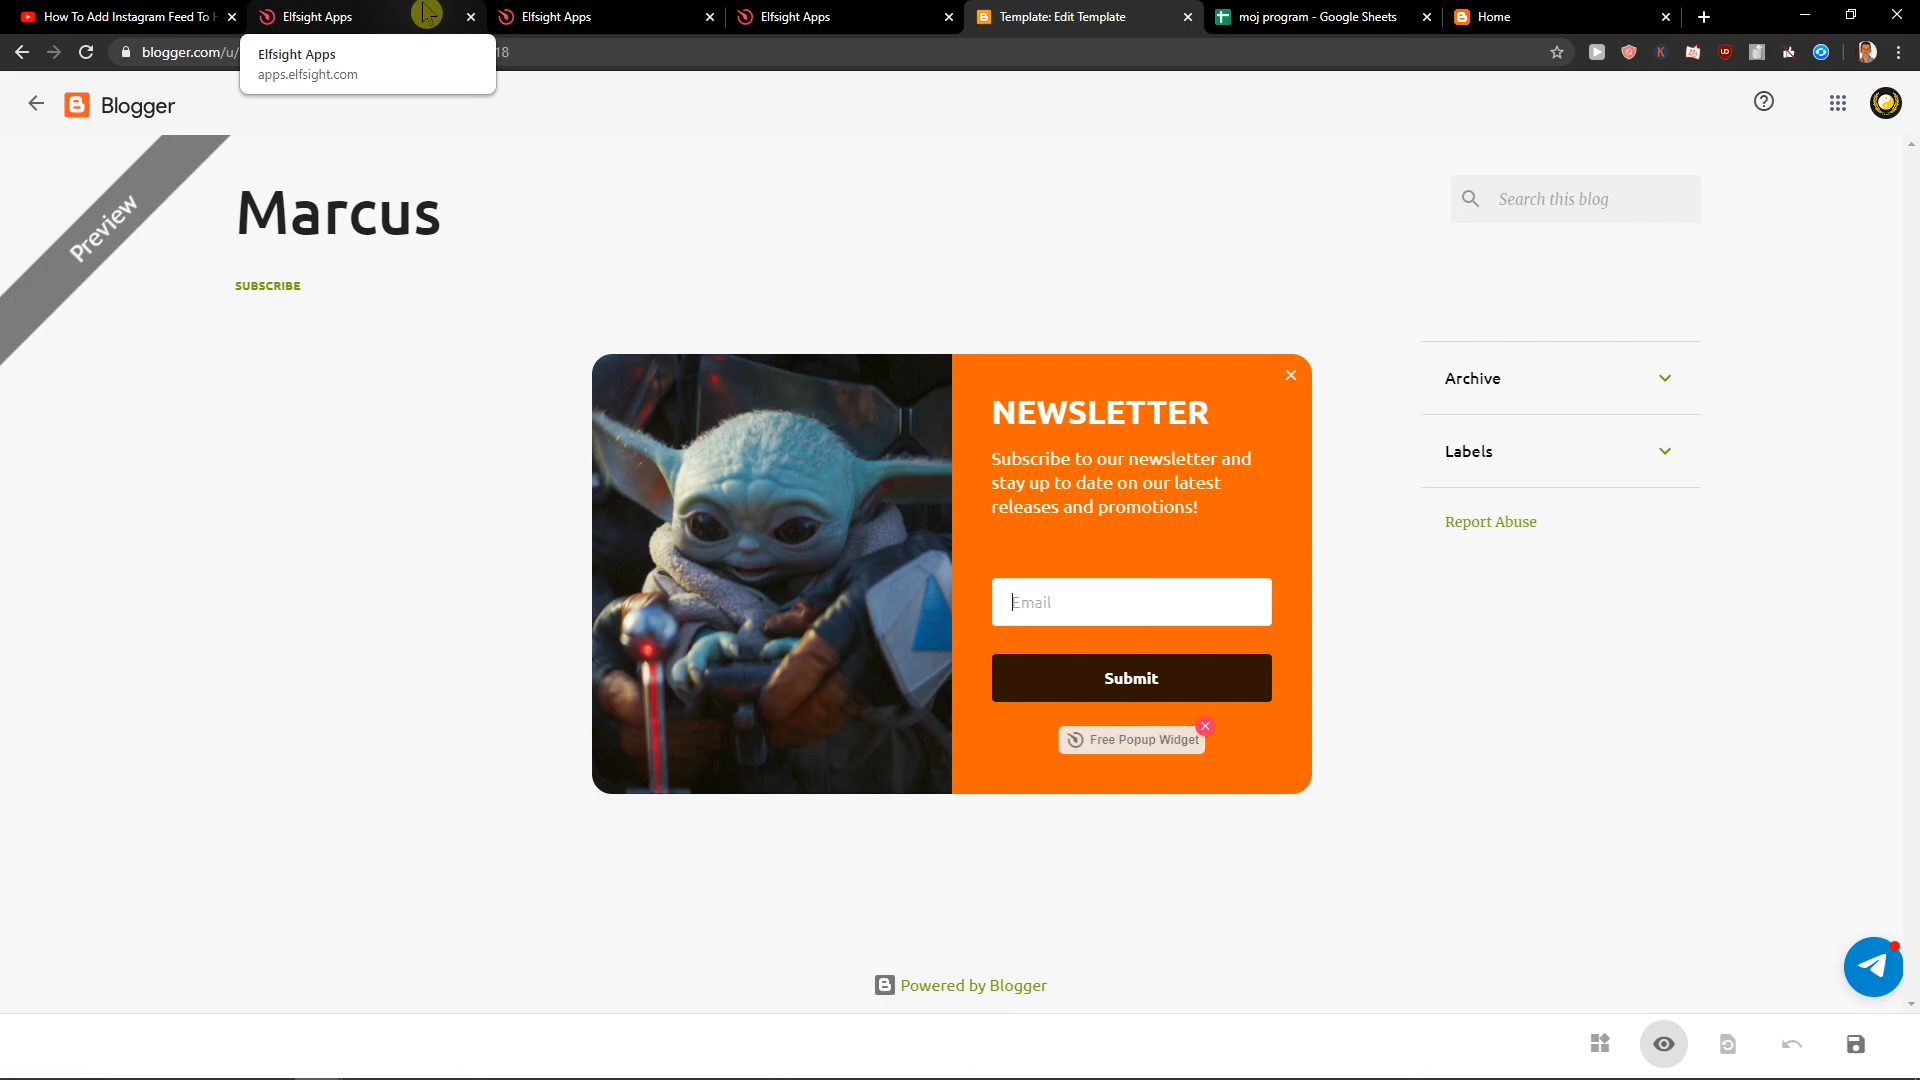 How To Add Instagram Feed To
Elfsight Apps
Elfsight Apps
Elfsight Apps
Template: Edit Template
moj program - Google Sheets
Home
blogger.com/u/
18
Elfsight Apps
apps.elfsight.com
Blogger
Preview
Marcus
Search this blog
SUBSCRIBE
NEWSLETTER
Subscribe to our newsletter and
stay up to date on our latest
releases and promotions!
Email
Submit
Free Popup Widget
Archive
Labels
Report Abuse
Powered by Blogger